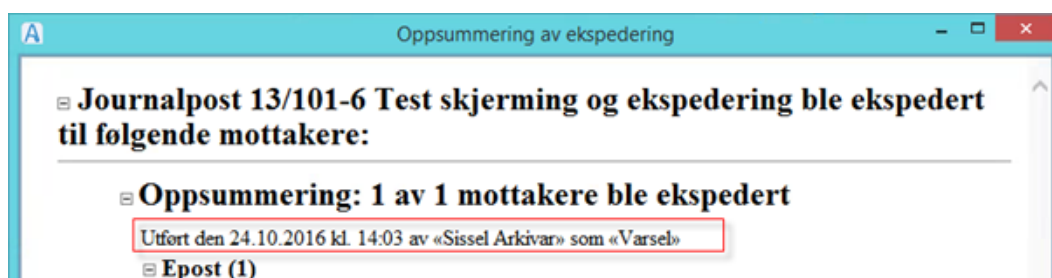 Oppsummering av ekspedering
Journalpost 13/101-6 Test skjerming og ekspedering ble ekspedert
til følgende mottakere:
Oppsummering: 1 av 1 mottakere ble ekspedert
Utført den 24.10.2016 kl. 14:03 av «Sissel Arkivar» som «Varsel»
Epost (1)